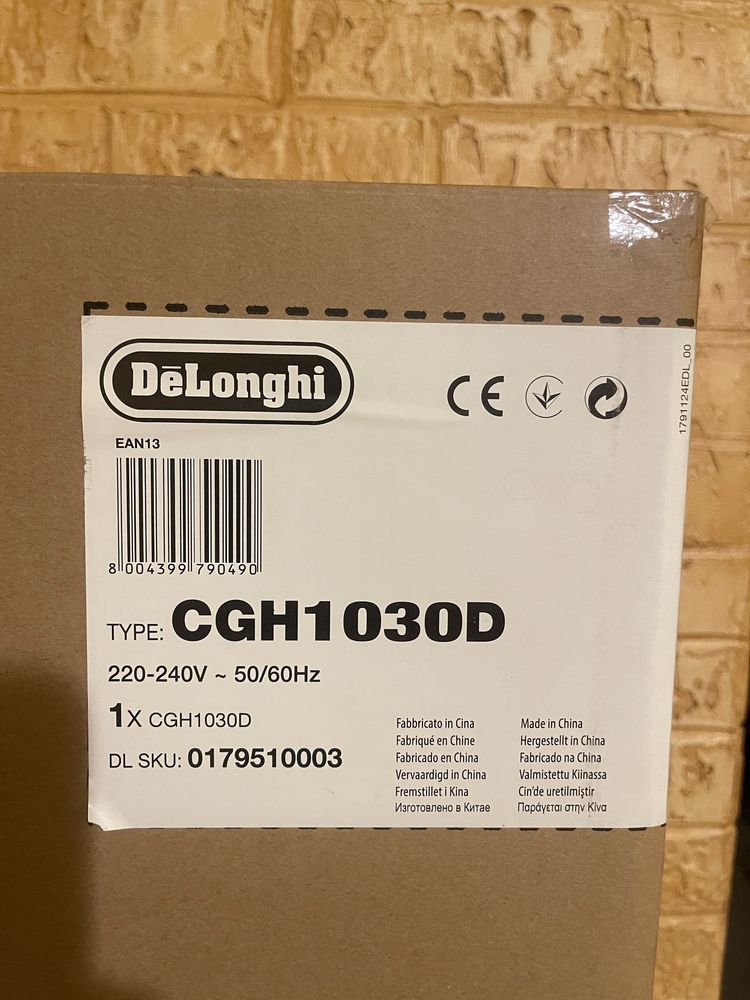 DēLonghi
CE
1791124EDL_00
EAN13
8 004399 790490
TYPE: CGH1030D
220-240V ~ 50/60Hz
1X CGH1030D
DL SKU: 0179510003
Fabbricato in Cina
Fabriqué en Chine
Fabricado en China
Vervaardigd in China
Fremstillet i Kina
Изготовлено в Китае
Made in China
Hergestellt in China
Fabricado na China
Valmistettu Kiinassa
Cin'de uretilmiştir
Παράγεται στην Κίνα